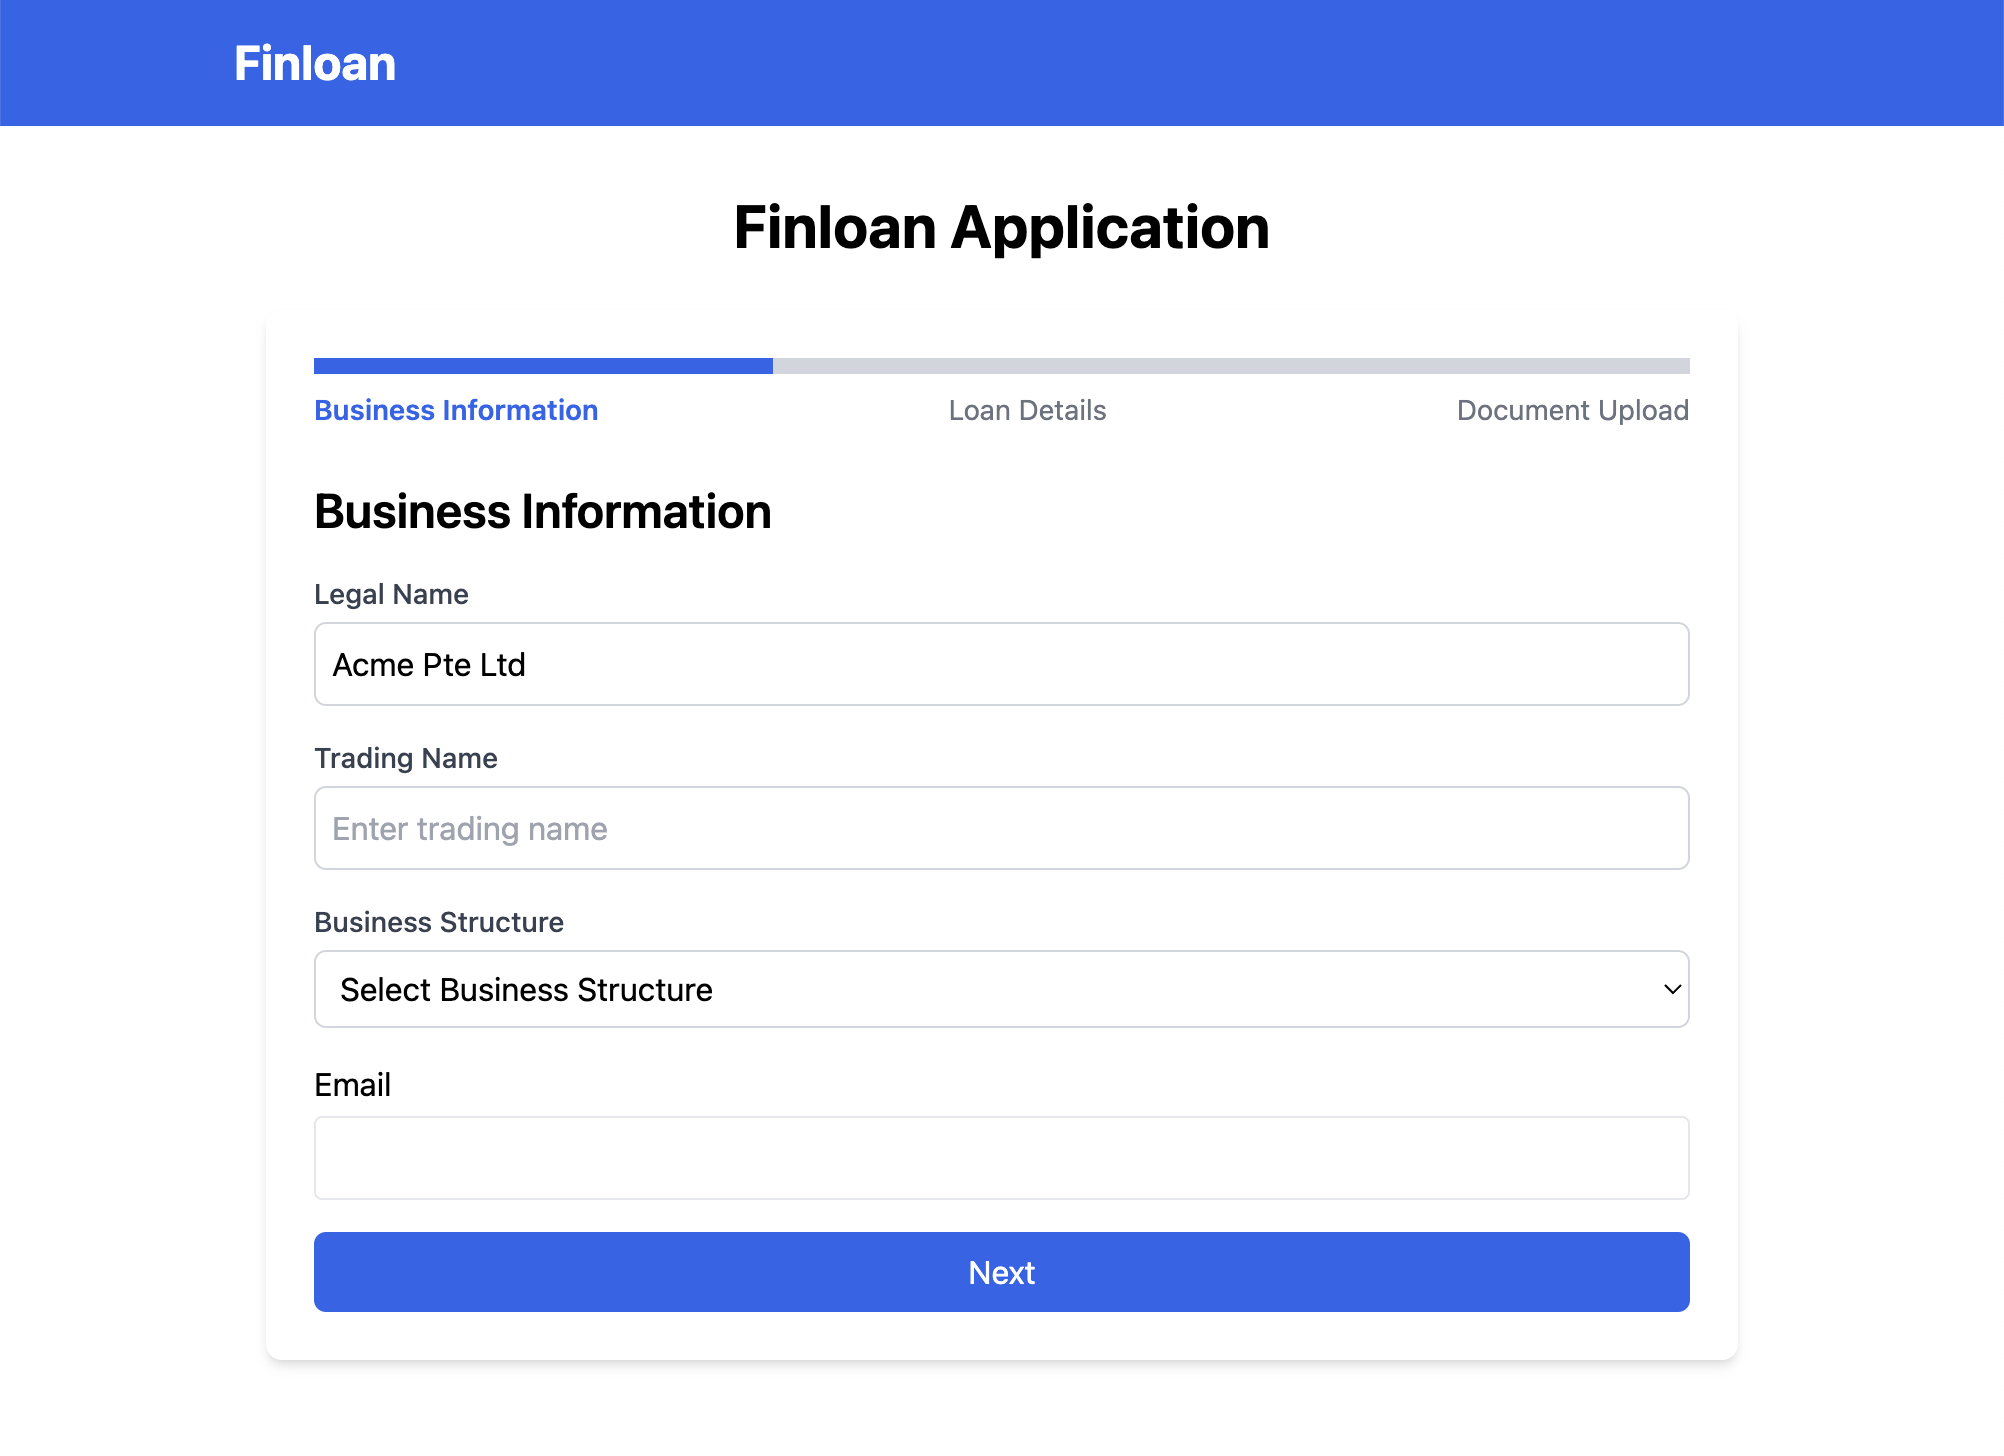 Finloan
Finloan Application
Business Information Loan Details Document Upload
Business Information
Legal Name
Acme Pte Ltd
Trading Name
Enter trading name
Business Structure
Select Business Structure
Email
Next